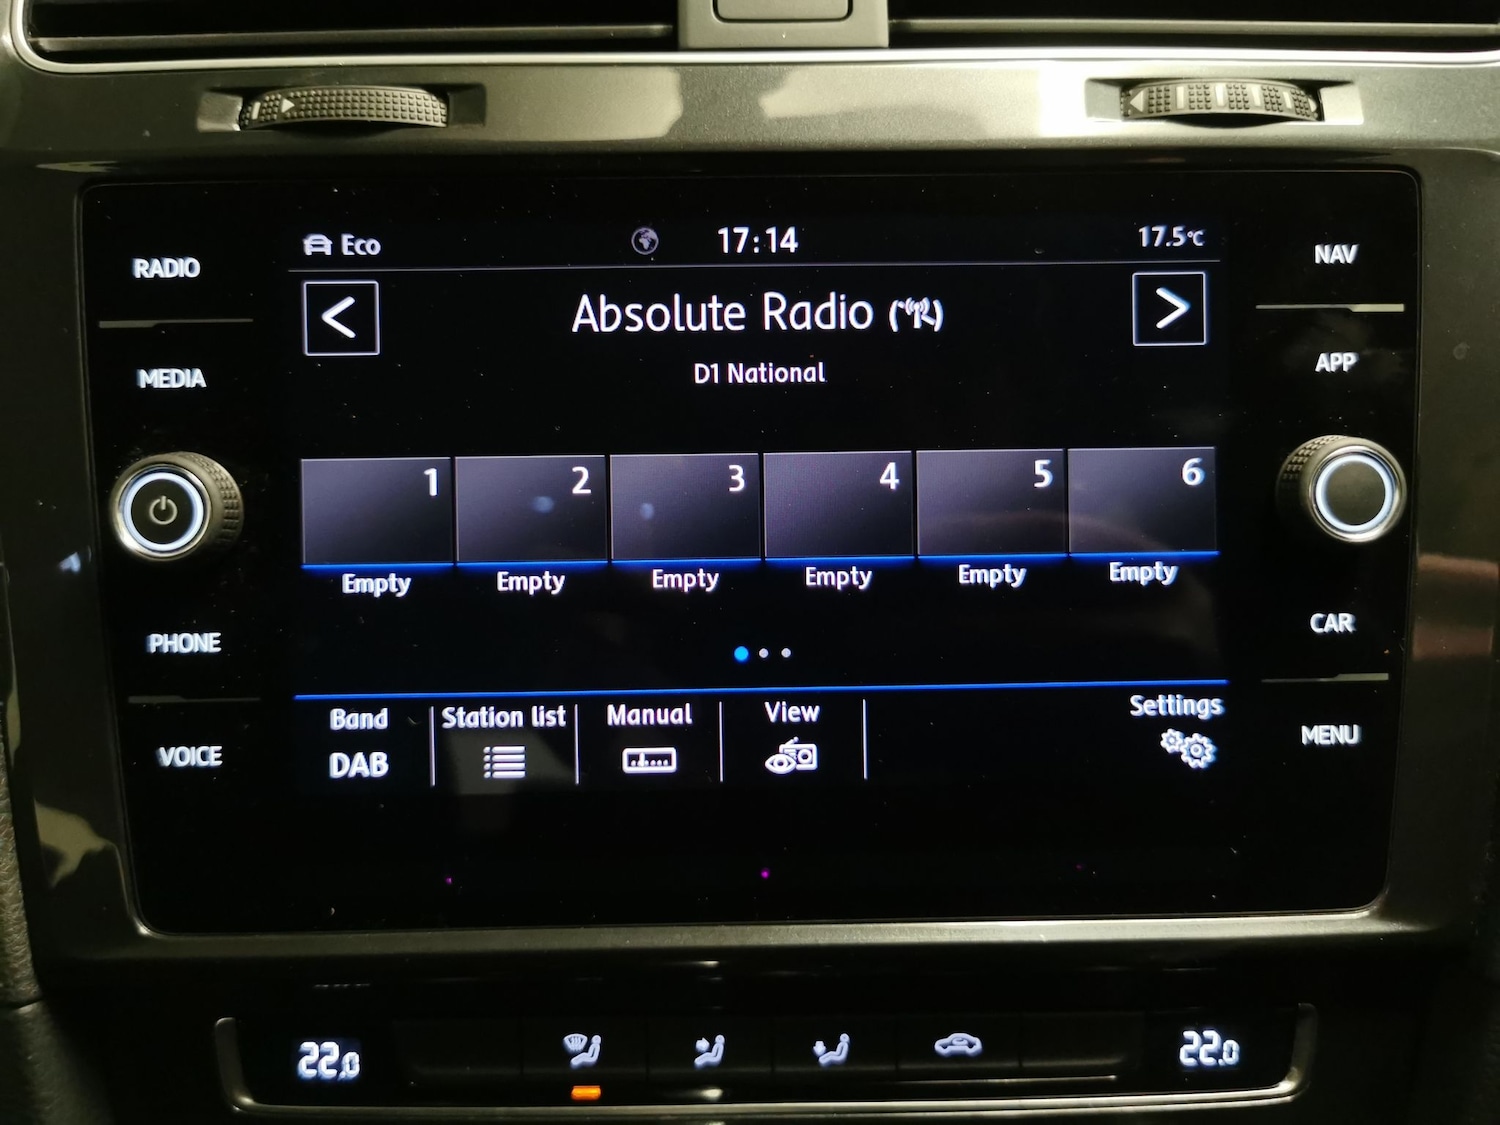 Eco 17:14 17.5°C
RADIO
NAV
<
Absolute Radio
>
D1 National
MEDIA
APP
1 2 3 4 5 6
Empty Empty Empty Empty Empty Empty
PHONE
CAR
Band Station list Manual View Settings
DAB
VOICE
MENU
22.0 22.0